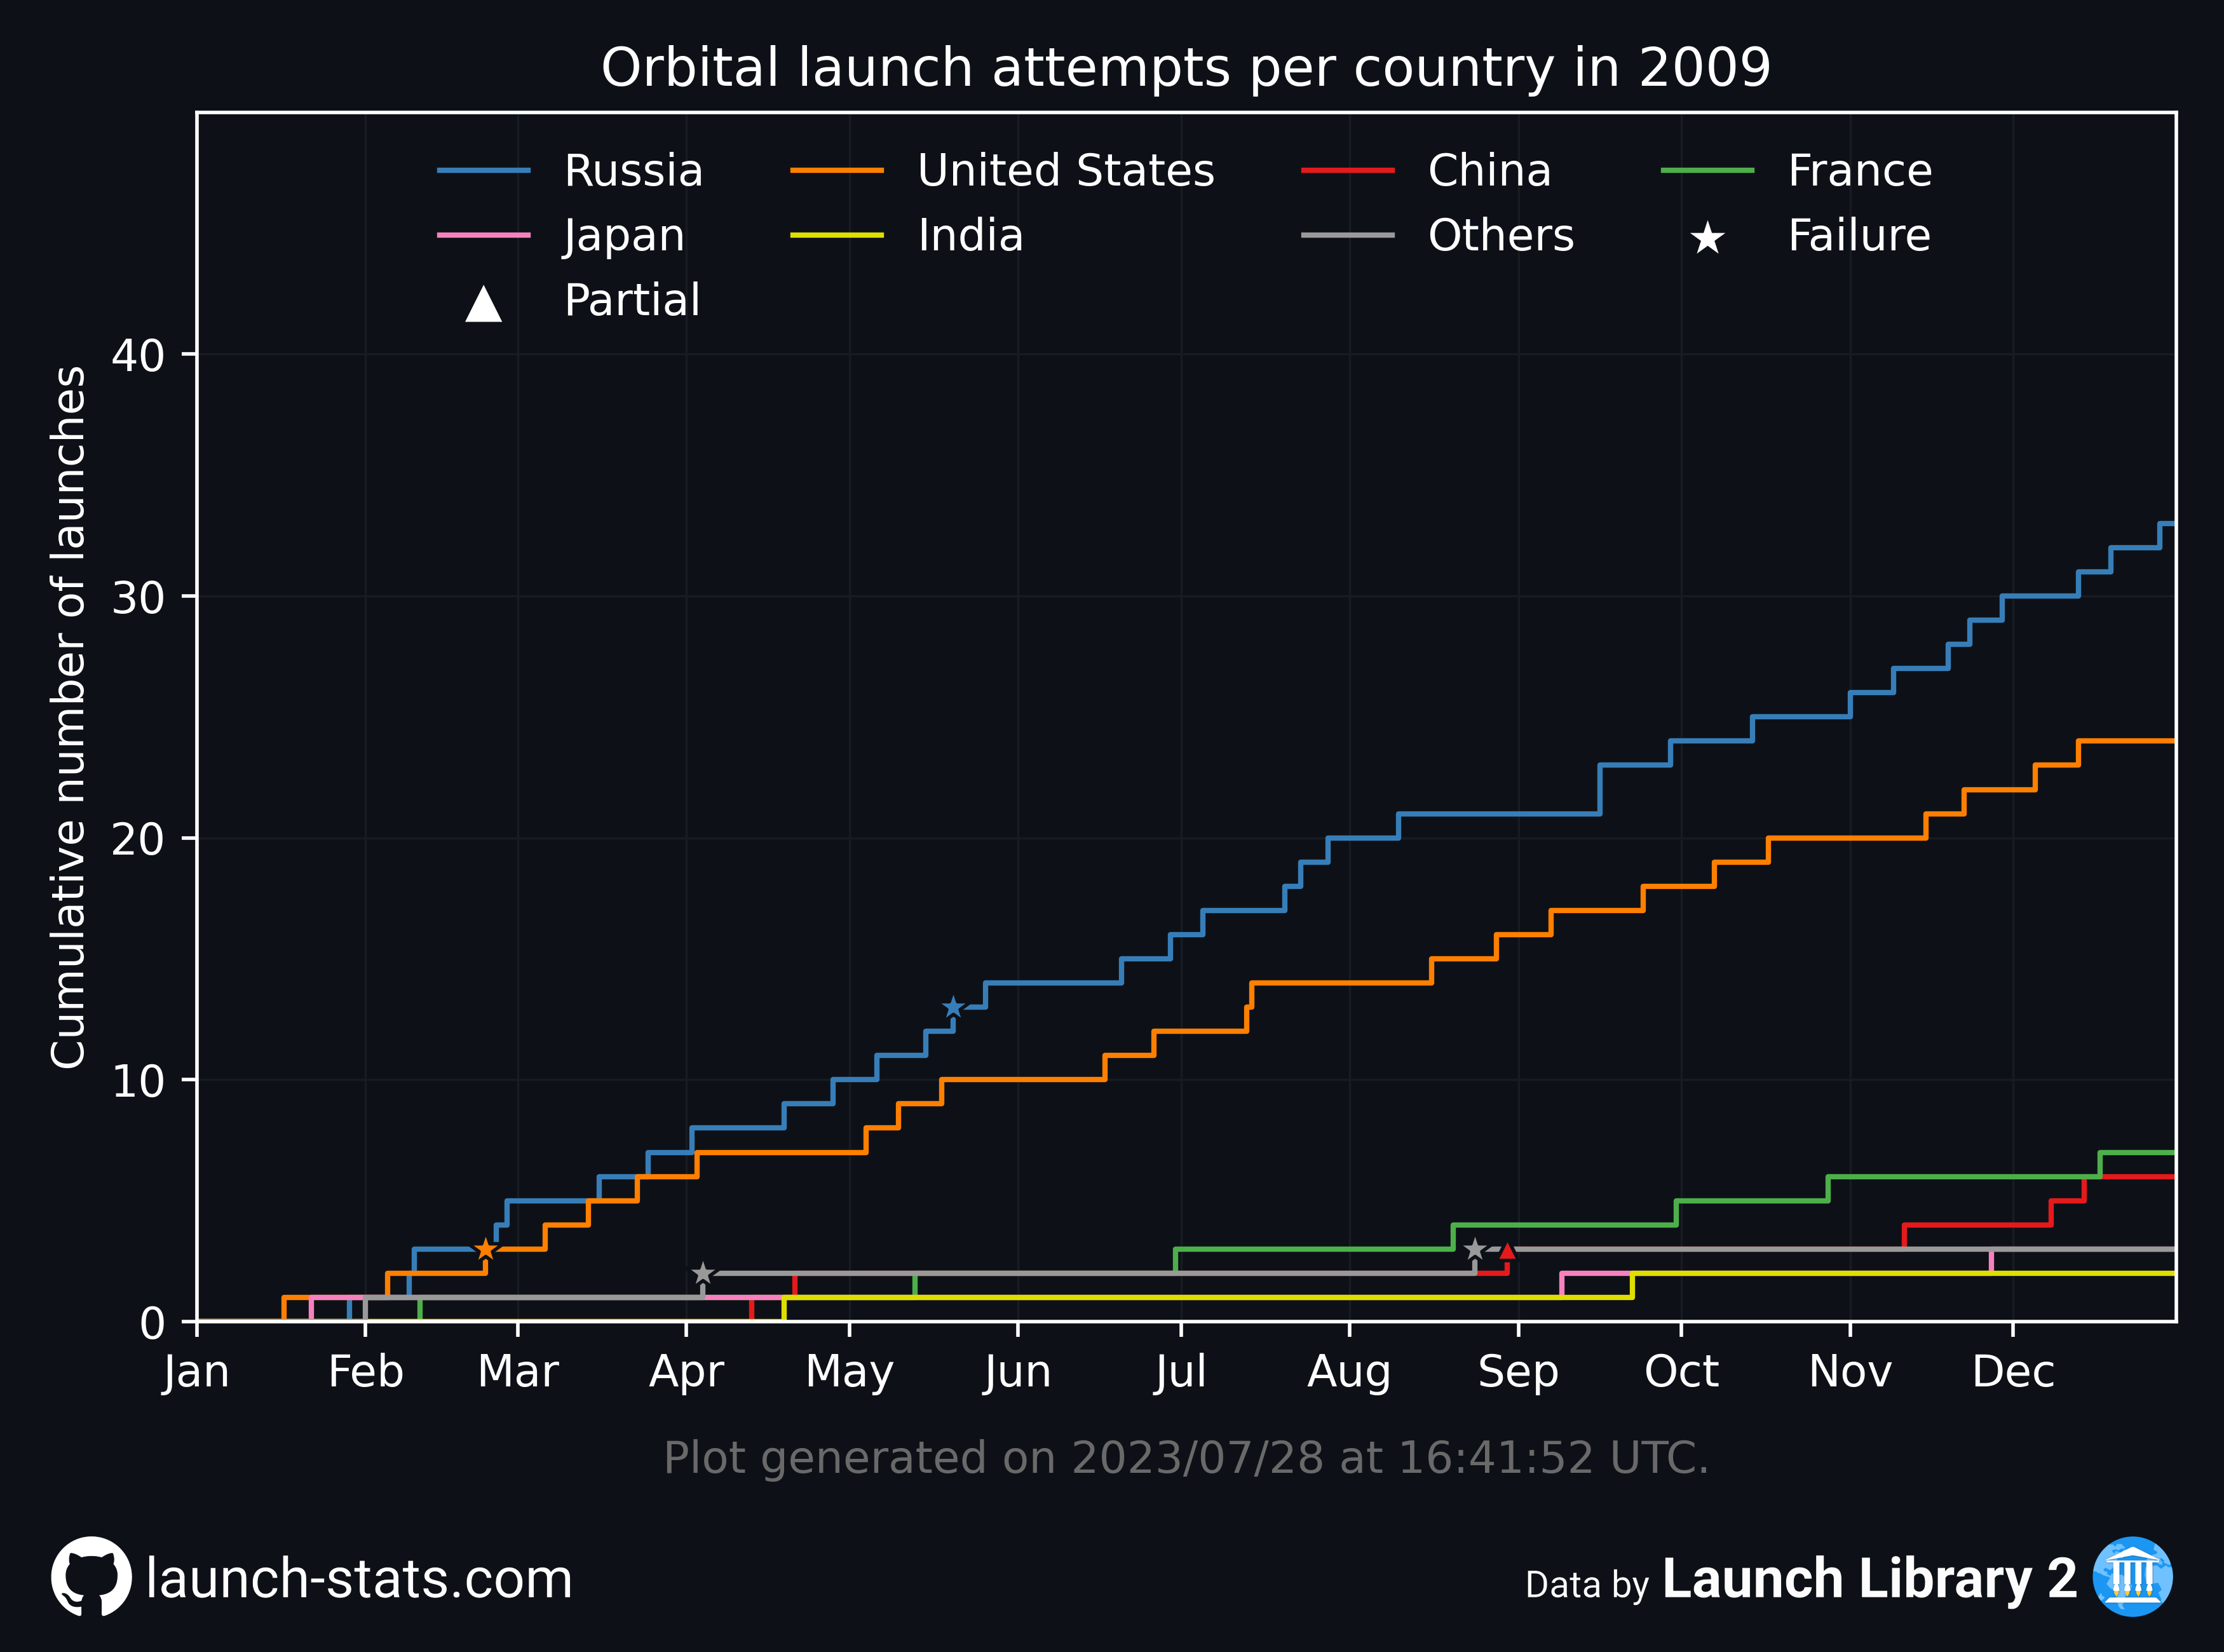 Orbital launch attempts per country in 2009
Russia United States China France
Japan India Others Failure
Partial
Cumulative number of launches
40
30
20
10
0
Jan Feb Mar Apr May Jun Jul Aug Sep Oct Nov Dec
Plot generated on 2023/07/28 at 16:41:52 UTC.
launch-stats.com
Data by Launch Library 2